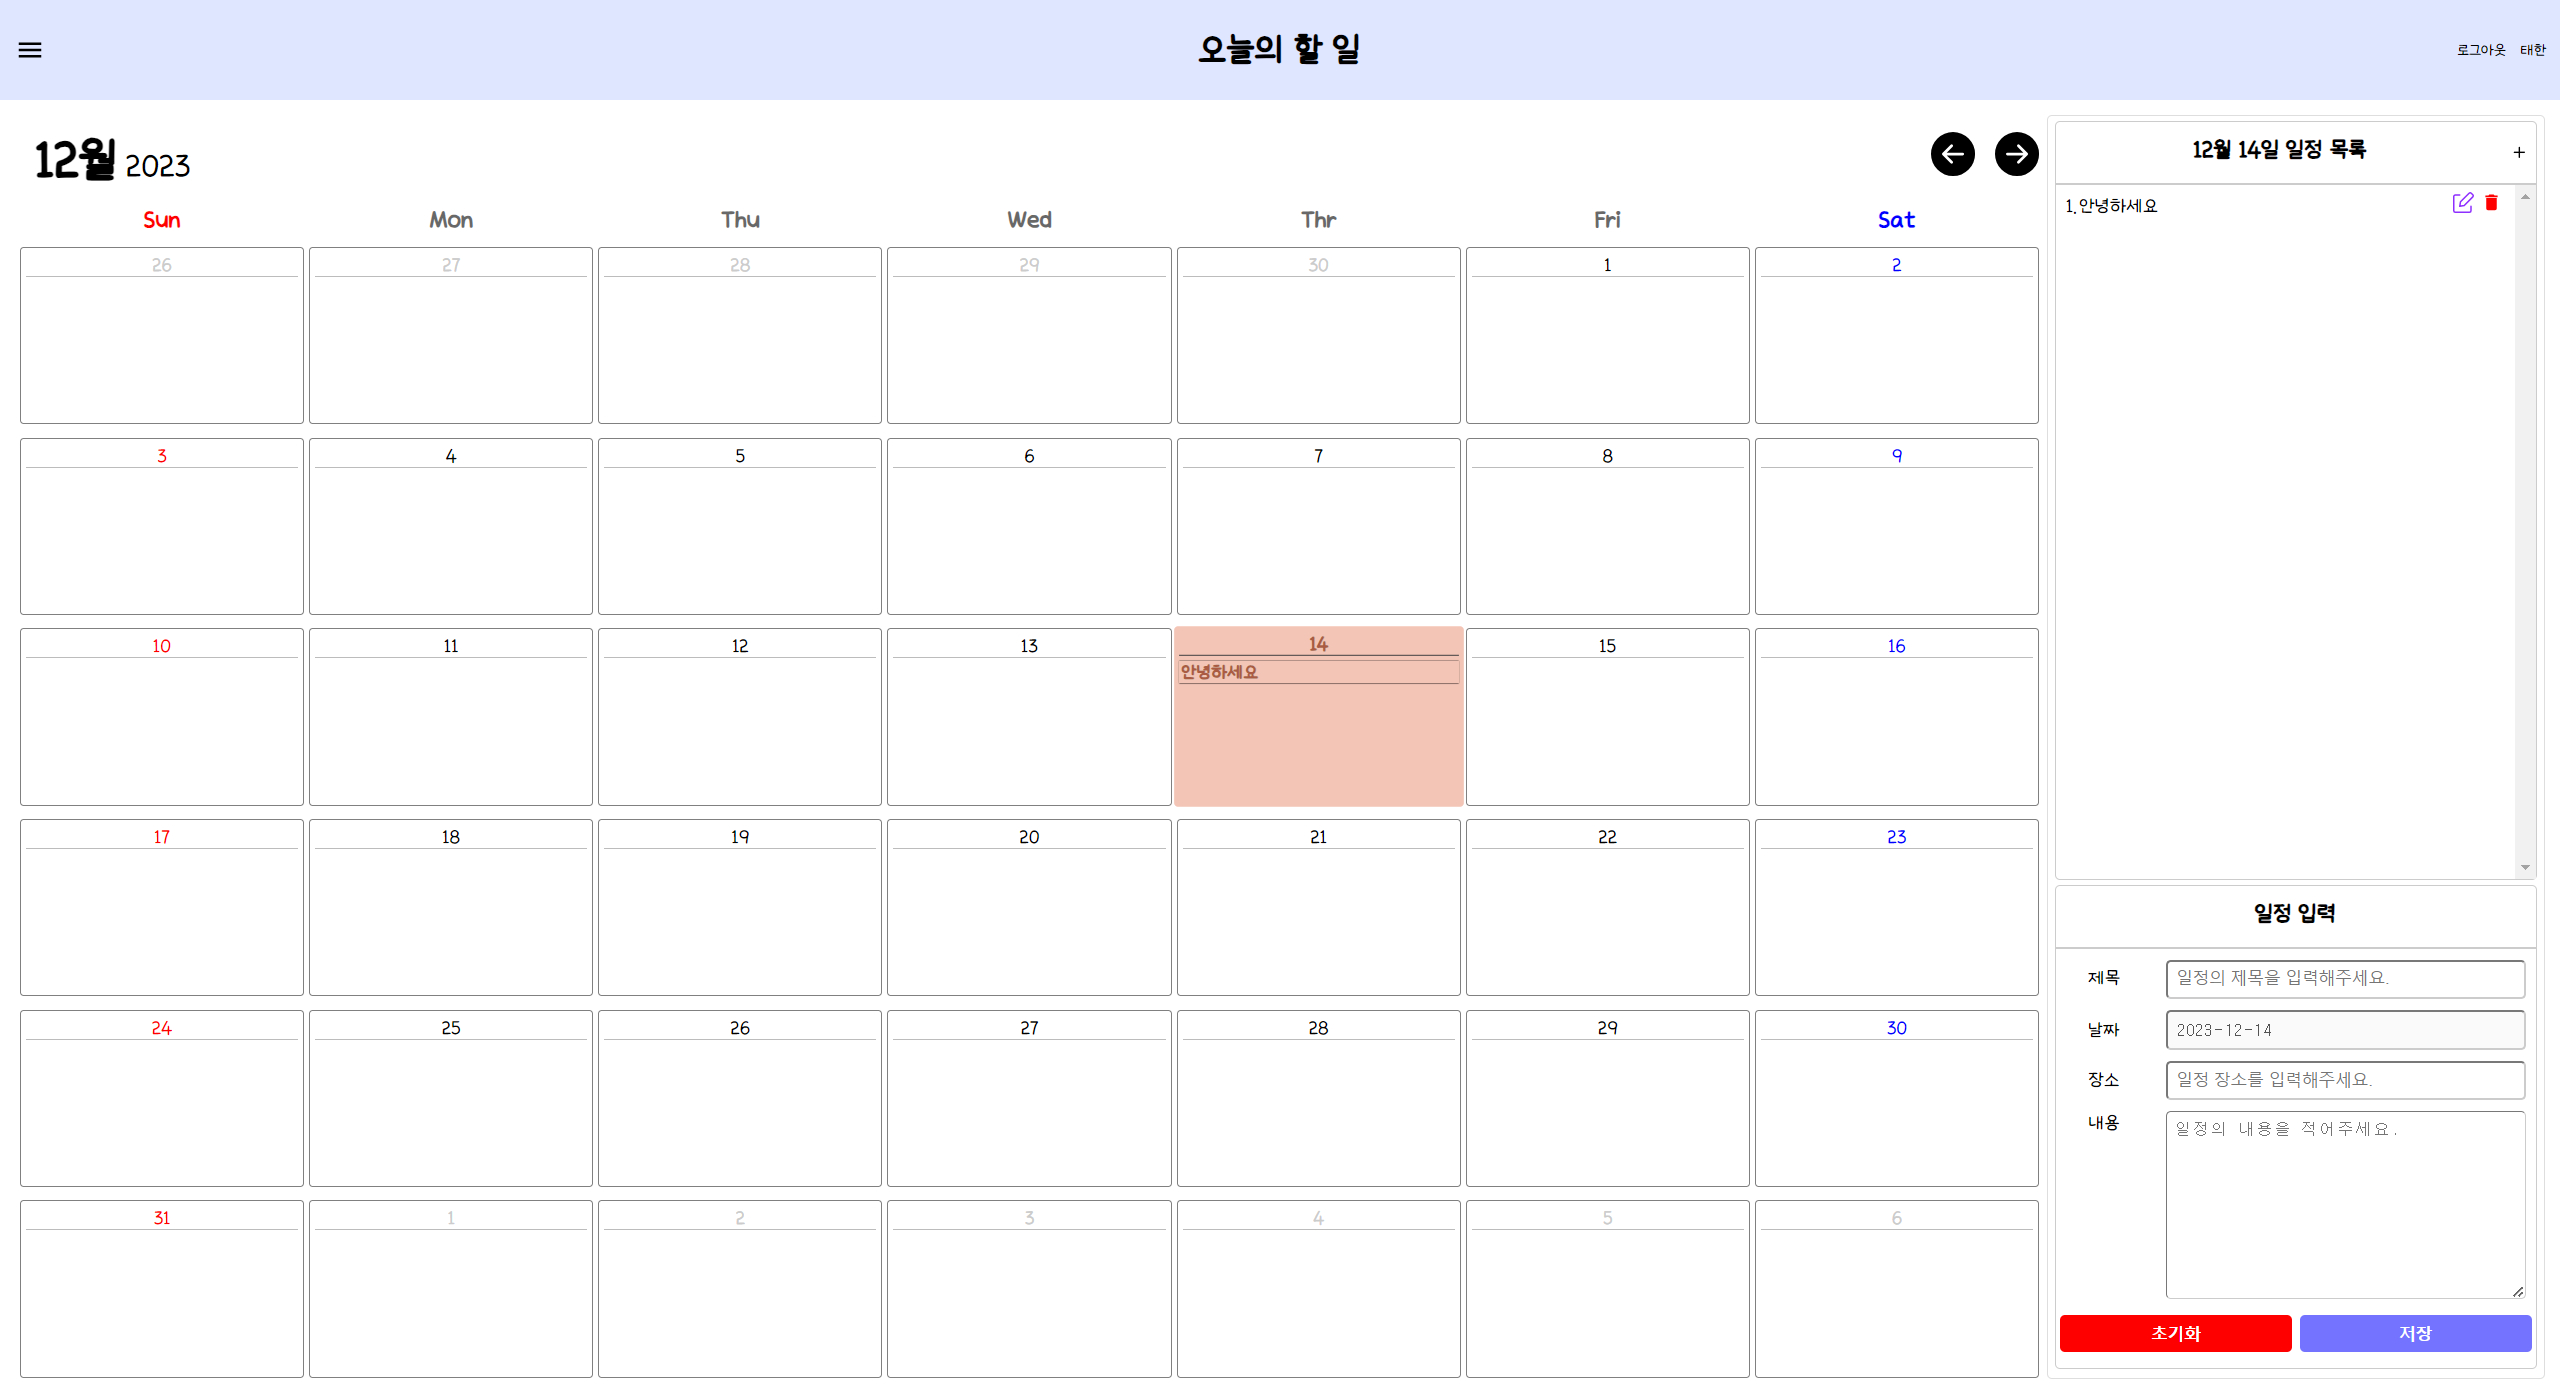 오늘의 할 일
로그아웃 태한
12월 2023
Sun Mon Thu Wed Thr Fri Sat
26 27 28 29 30 1 2
3 4 5 6 7 8 9
10 11 12 13 14 15 16
안녕하세요
17 18 19 20 21 22 23
24 25 26 27 28 29 30
31 1 2 3 4 5 6
12월 14일 일정 목록 +
1.안녕하세요
일정 입력
제목 일정의 제목을 입력해주세요.
날짜 2023-12-14
장소 일정 장소를 입력해주세요.
내용 일정의 내용을 적어주세요.
초기화 저장